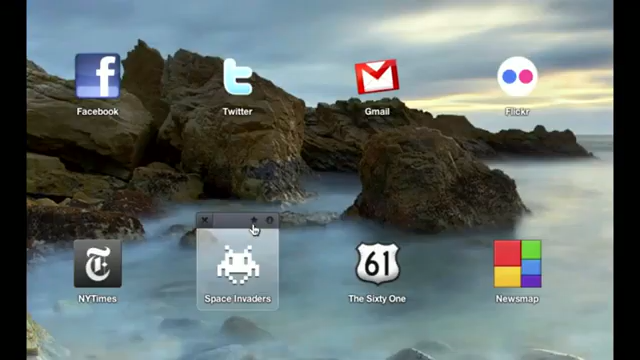 f
Facebook
t
Twitter
Gmail
Flickr
T
NYTimes
Space Invaders
61
The Sixty One
Newsmap